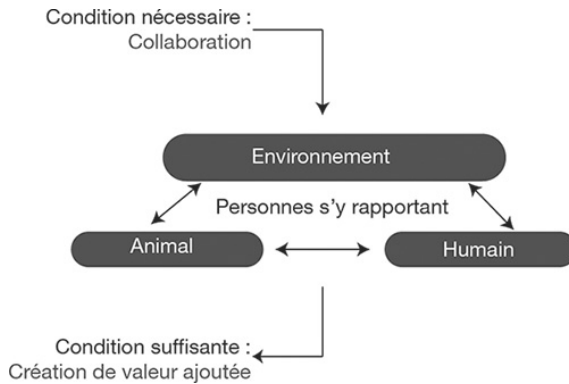 Condition nécessaire :
Collaboration
Environnement
Personnes s'y rapportant
Animal
Humain
Condition suffisante :
Création de valeur ajoutée